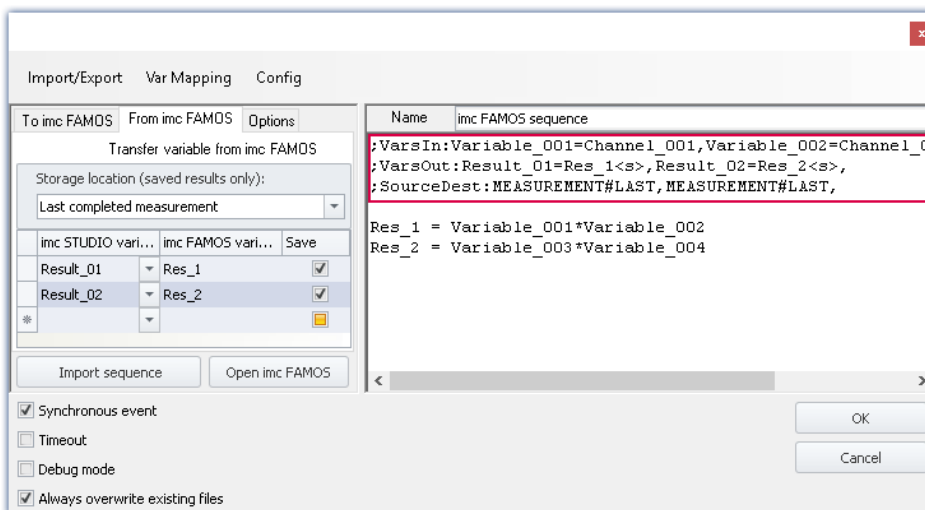 x
Import/Export Var Mapping Config
To imc FAMOS From imc FAMOS Options
Transfer variable from imc FAMOS
Storage location (saved results only):
Last completed measurement
imc STUDIO vari... imc FAMOS vari... Save
Result_01 Res_1
Result_02 Res_2
Import sequence Open imc FAMOS
Name imc FAMOS sequence
;VarsIn:Variable_001=Channel_001,Variable_002=Channel_0
;VarsOut:Result_01=Res_1<s>,Result_02=Res_2<s>,
;SourceDest:MEASUREMENT#LAST,MEASUREMENT#LAST,
Res_1 = Variable_001*Variable_002
Res_2 = Variable_003*Variable_004
Synchronous event
Timeout
Debug mode
Always overwrite existing files
OK
Cancel